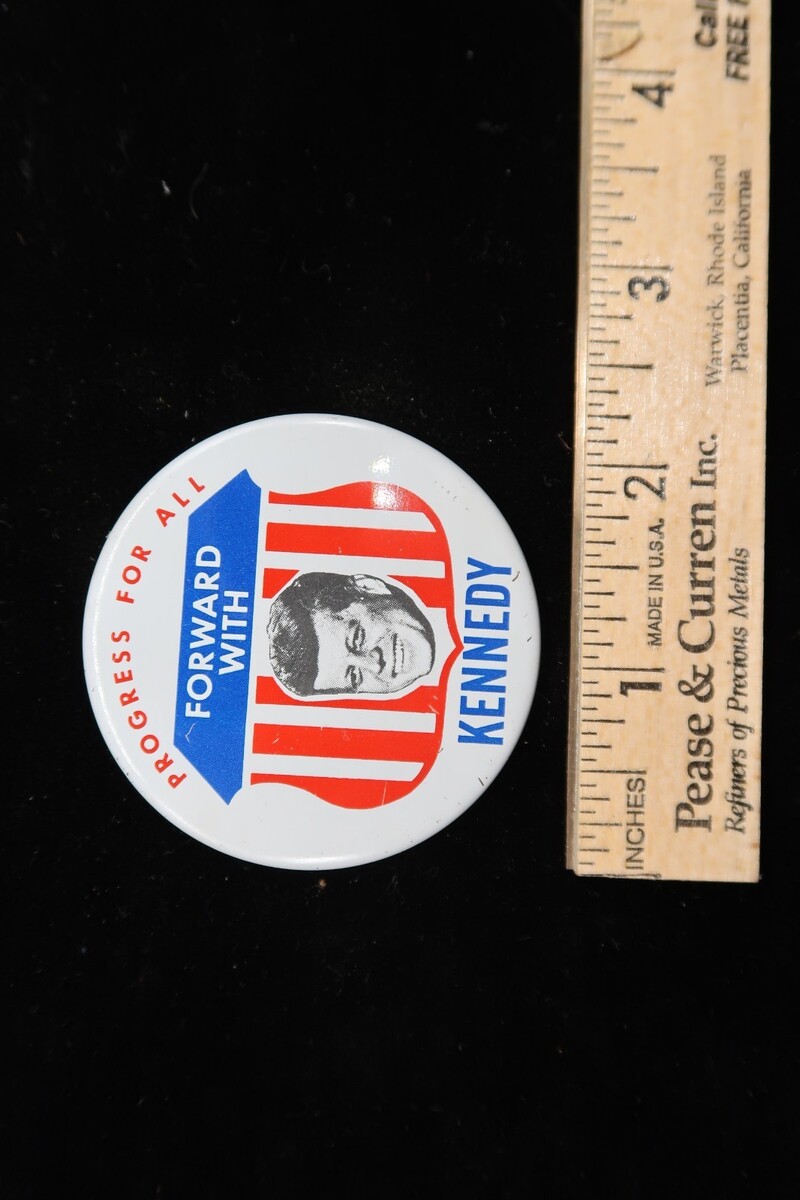 PROGRESS FOR ALL
FORWARD
WITH
KENNEDY
INCHES 1 2 3 4
MADE IN U.S.A.
Pease & Curren Inc.
Refiners of Precious Metals
Warwick, Rhode Island
Placentia, California
FREE